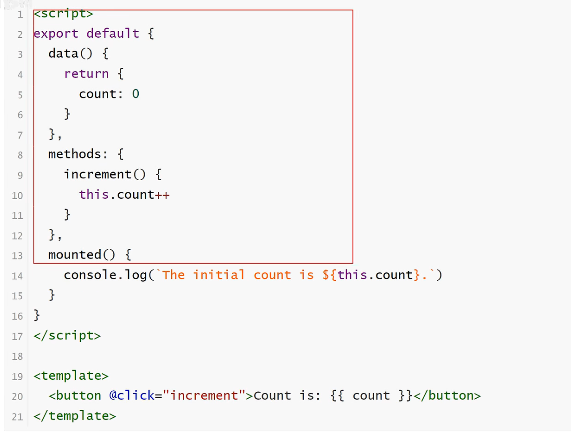 1 <script>
2 export default {
3   data() {
4     return {
5       count: 0
6     }
7   },
8   methods: {
9     increment() {
10       this.count++
11     }
12   },
13   mounted() {
14     console.log(`The initial count is ${this.count}.`)
15   }
16 }
17 </script>
18
19 <template>
20   <button @click="increment">Count is: {{ count }}</button>
21 </template>